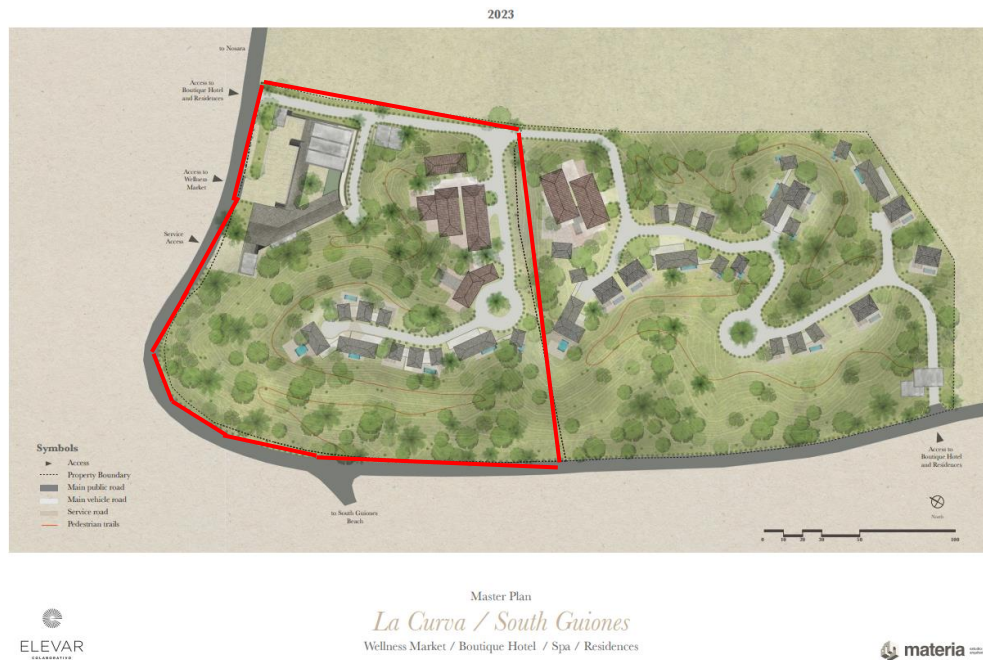 2023
to Nosara
Access to
Boutique Hotel
and Residences
Access to
Wellness
Market
Service
Access
Symbols
Access
Property Boundary
Main public road
Main vehicle road
Service road
Pedestrian trails
to South Guiones
Beach
Access to
Boutique Hotel
and Residences
North
0 10 20 30 50 100
Master Plan
La Curva / South Guiones
Wellness Market / Boutique Hotel / Spa / Residences
ELEVAR
COLLABORATIVE
materia